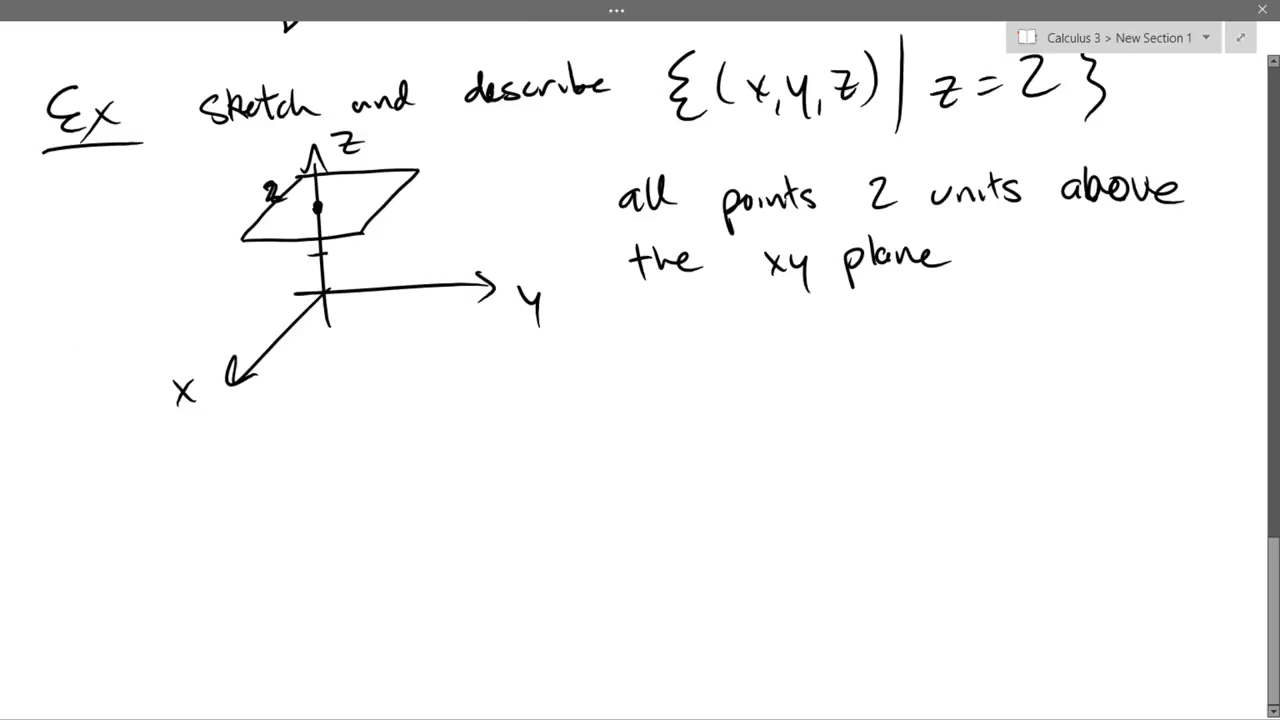 Calculus 3 > New Section 1
Ex sketch and describe {(x,y,z) | z = 2}
z
2
all points 2 units above
the xy plane
y
x